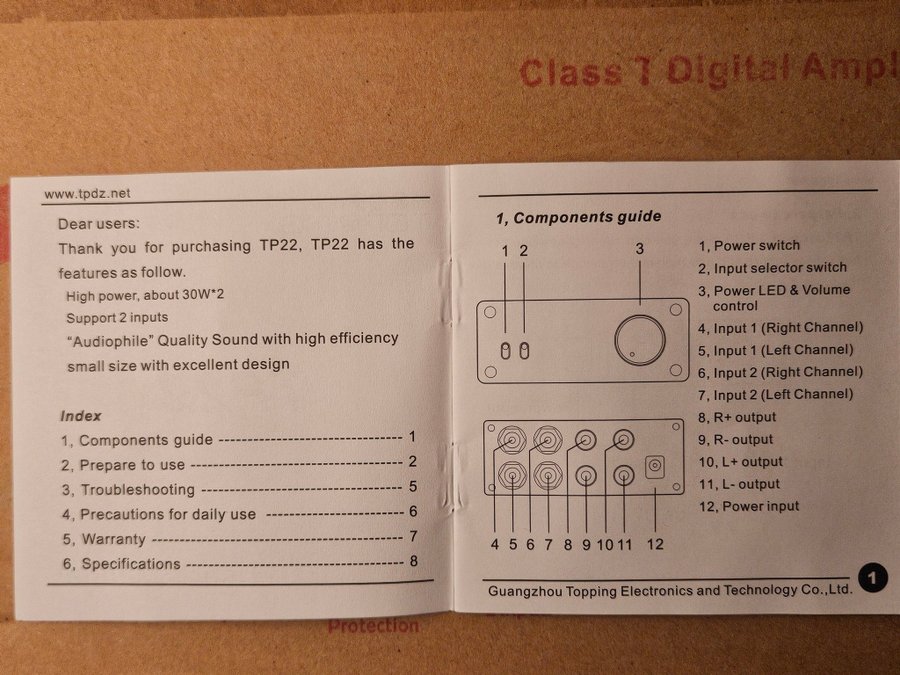 Class T Digital Ampl
www.tpdz.net
Dear users:
Thank you for purchasing TP22, TP22 has the
features as follow.
High power, about 30W*2
Support 2 inputs
“Audiophile” Quality Sound with high efficiency
small size with excellent design
Index
1, Components guide ------------------------------------ 1
2, Prepare to use ------------------------------------------ 2
3, Troubleshooting --------------------------------------- 5
4, Precautions for daily use -------------------------- 6
5, Warranty ------------------------------------------------- 7
6, Specifications ------------------------------------------ 8
1, Components guide
1 2 3
1, Power switch
2, Input selector switch
3, Power LED & Volume
control
4, Input 1 (Right Channel)
5, Input 1 (Left Channel)
6, Input 2 (Right Channel)
7, Input 2 (Left Channel)
8, R+ output
9, R- output
10, L+ output
11, L- output
12, Power input
4 5 6 7 8 9 10 11 12
Guangzhou Topping Electronics and Technology Co.,Ltd.
1
Protection